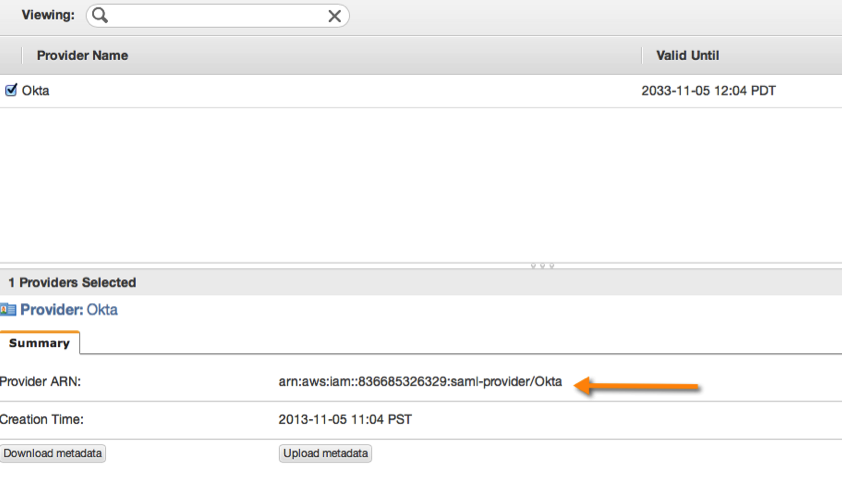 Viewing:
Provider Name Valid Until
Okta 2033-11-05 12:04 PDT
1 Providers Selected
Provider: Okta
Summary
Provider ARN: arn:aws:iam::836685326329:saml-provider/Okta
Creation Time: 2013-11-05 11:04 PST
Download metadata Upload metadata